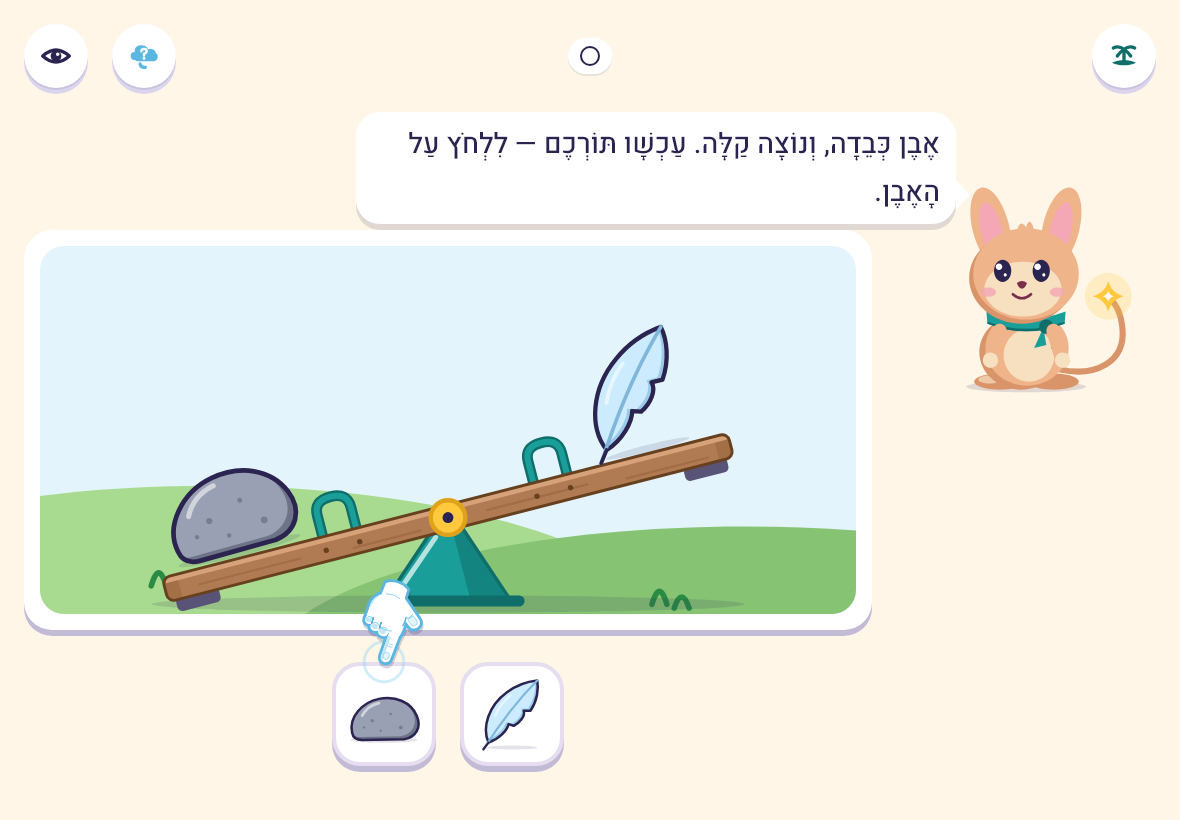 אֶבֶן כְּבֵדָה, וְנוֹצָה קַלָּה. עַכְשָׁו תּוֹרְכֶם — לִלְחֹץ עַל
הָאֶבֶן.
?